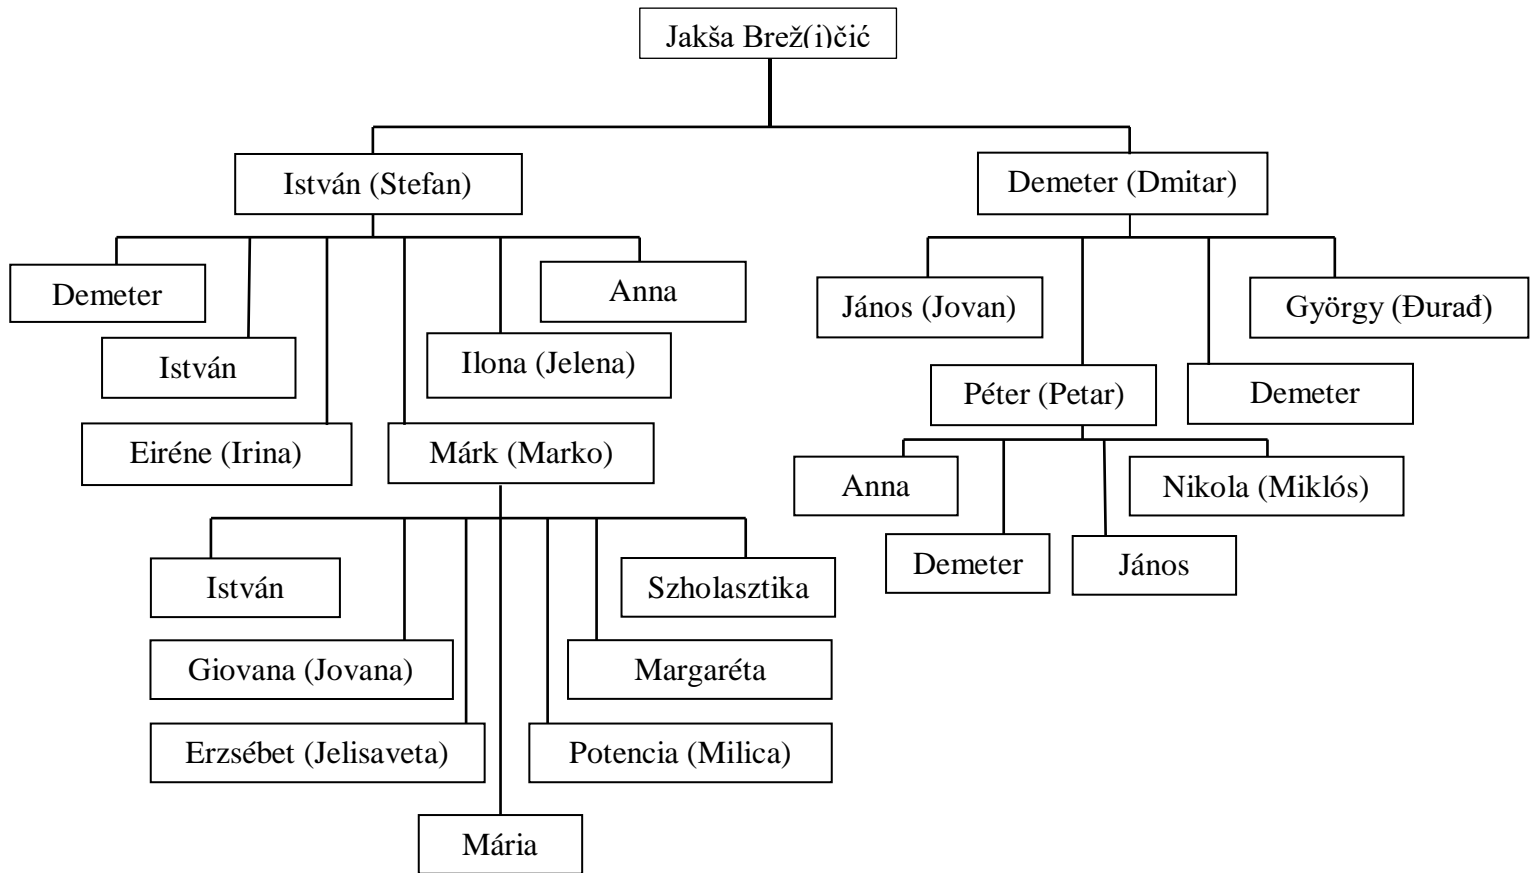 Jakša Brež(i)čić
István (Stefan)
Demeter (Dmitar)
Demeter
István
Eiréne (Irina)
Márk (Marko)
Ilona (Jelena)
Anna
János (Jovan)
Péter (Petar)
Demeter
György (Đurađ)
István
Giovana (Jovana)
Erzsébet (Jelisaveta)
Mária
Potencia (Milica)
Margaréta
Szholasztika
Anna
Demeter
János
Nikola (Miklós)